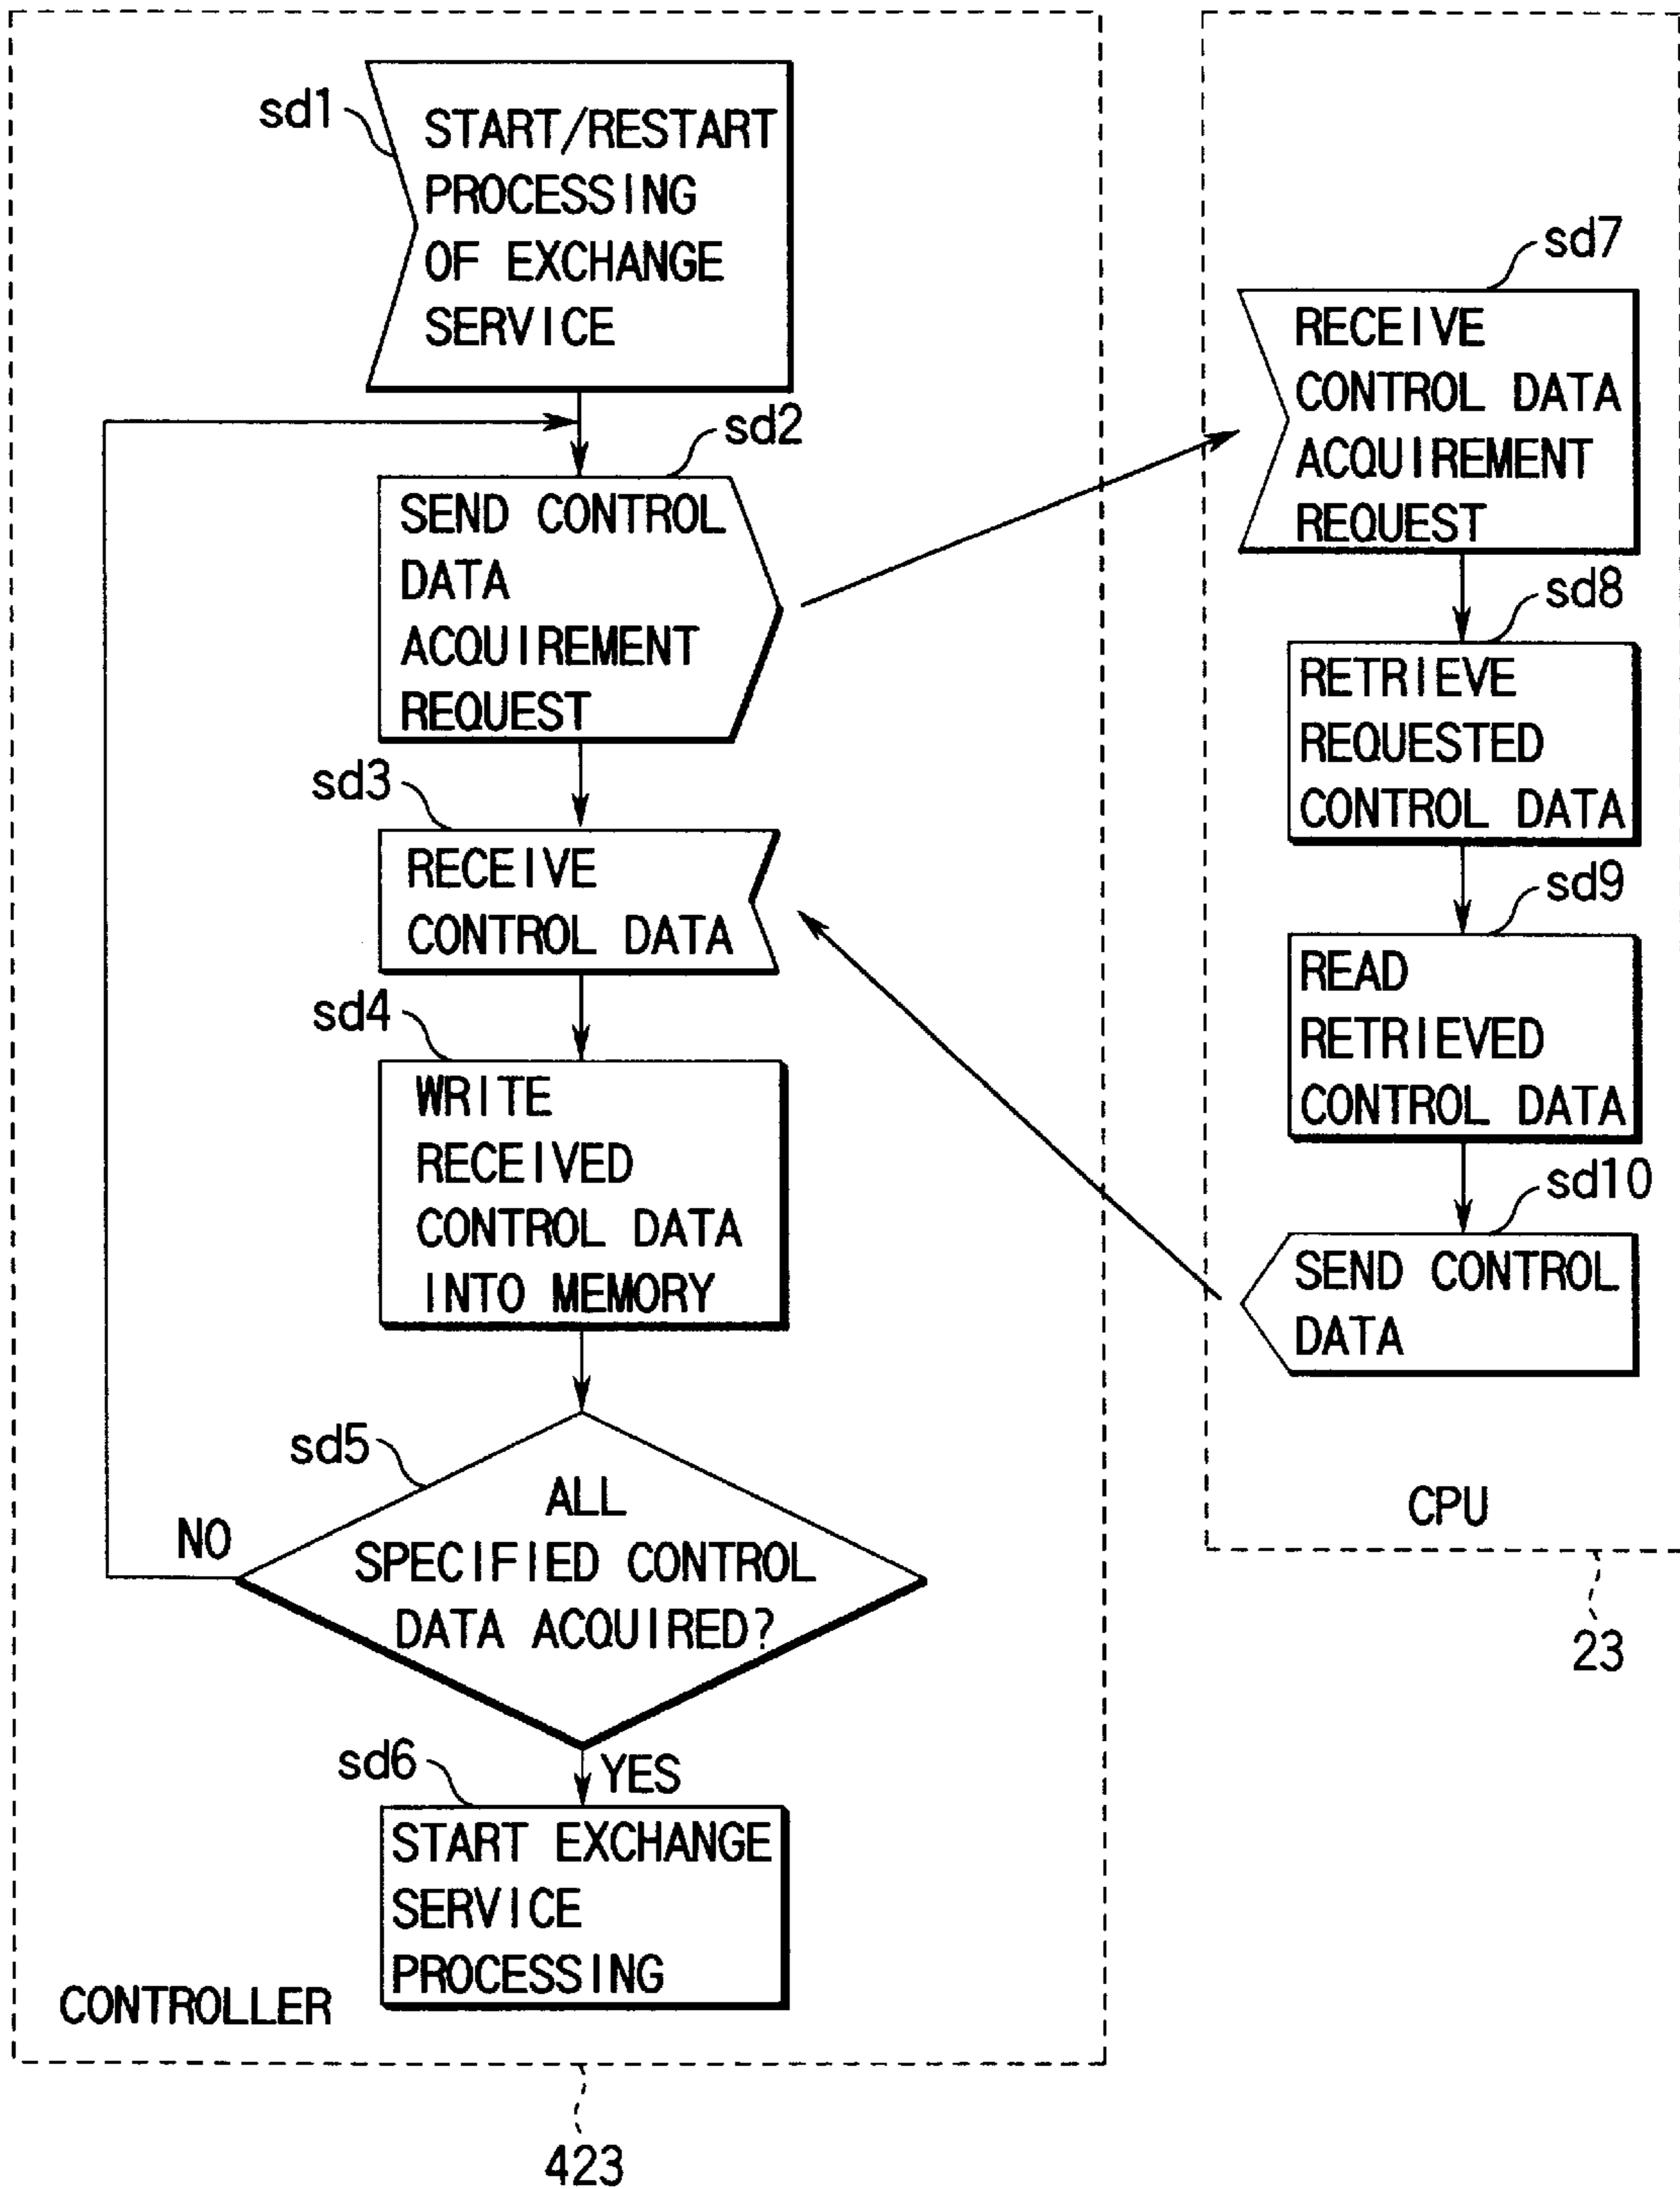 sd1
START/RESTART
PROCESSING
OF EXCHANGE
SERVICE
sd2
SEND CONTROL
DATA
ACQUIREMENT
REQUEST
sd3
RECEIVE
CONTROL DATA
sd4
WRITE
RECEIVED
CONTROL DATA
INTO MEMORY
sd5
ALL
SPECIFIED CONTROL
DATA ACQUIRED?
NO
YES
sd6
START EXCHANGE
SERVICE
PROCESSING
CONTROLLER
423
sd7
RECEIVE
CONTROL DATA
ACQUIREMENT
REQUEST
sd8
RETRIEVE
REQUESTED
CONTROL DATA
sd9
READ
RETRIEVED
CONTROL DATA
sd10
SEND CONTROL
DATA
CPU
23